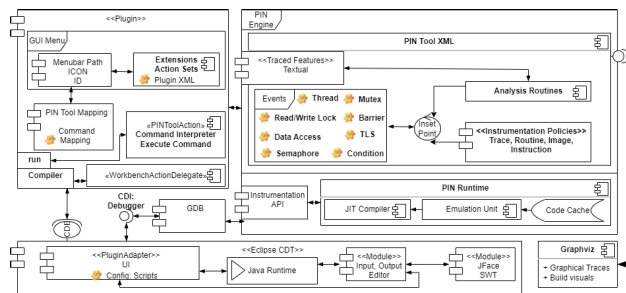 <<Plugin>>
GUI Menu
Menubar Path
ICON
ID
Extensions
Action Sets
Plugin XML
PIN Tool Mapping
Command
Mapping
<<PINToolAction>>
Command Interpreter
Execute Command
run
Compiler
<<WorkbenchActionDelegate>>
PIN
Engine
PIN Tool XML
<<Traced Features>>
Textual
Analysis Routines
Events
Thread
Mutex
Read/Write Lock
Barrier
Data Access
TLS
Semaphore
Condition
Inset
Point
<<Instrumentation Policies>>
Trace, Routine, Image,
Instruction
CDI:
Debugger
CDB
GDB
Instrumentation
API
PIN Runtime
JIT Compiler
Emulation Unit
Code Cache
<<PluginAdapter>>
UI
Config: Scripts
<<Eclipse CDT>>
Java Runtime
<<Module>>
Input, Output
Editor
<<Module>>
JFace
SWT
Graphviz
+ Graphical Traces
+ Build visuals